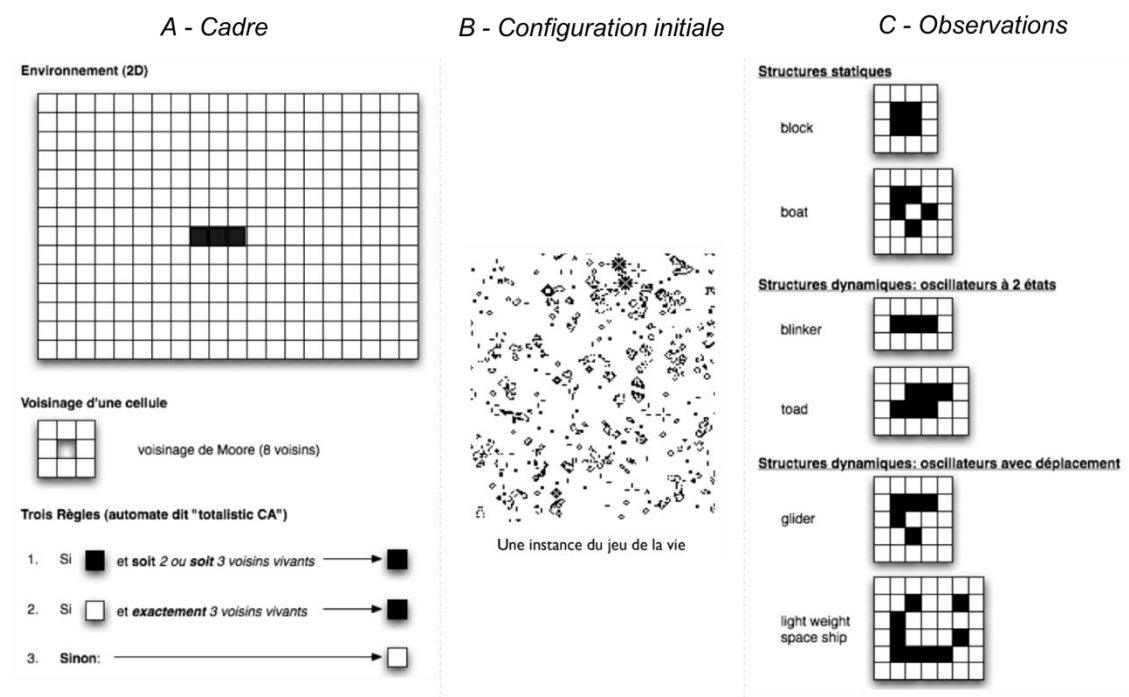 A - Cadre
Environnement (2D)
Voisinage d'une cellule
voisinage de Moore (8 voisins)
Trois Règles (automate dit "totalistic CA")
1. Si et soit 2 ou soit 3 voisins vivants
2. Si et exactement 3 voisins vivants
3. Sinon:
B - Configuration initiale
Une instance du jeu de la vie
C - Observations
Structures statiques
block
boat
Structures dynamiques: oscillateurs à 2 états
blinker
toad
Structures dynamiques: oscillateurs avec déplacement
glider
light weight
space ship